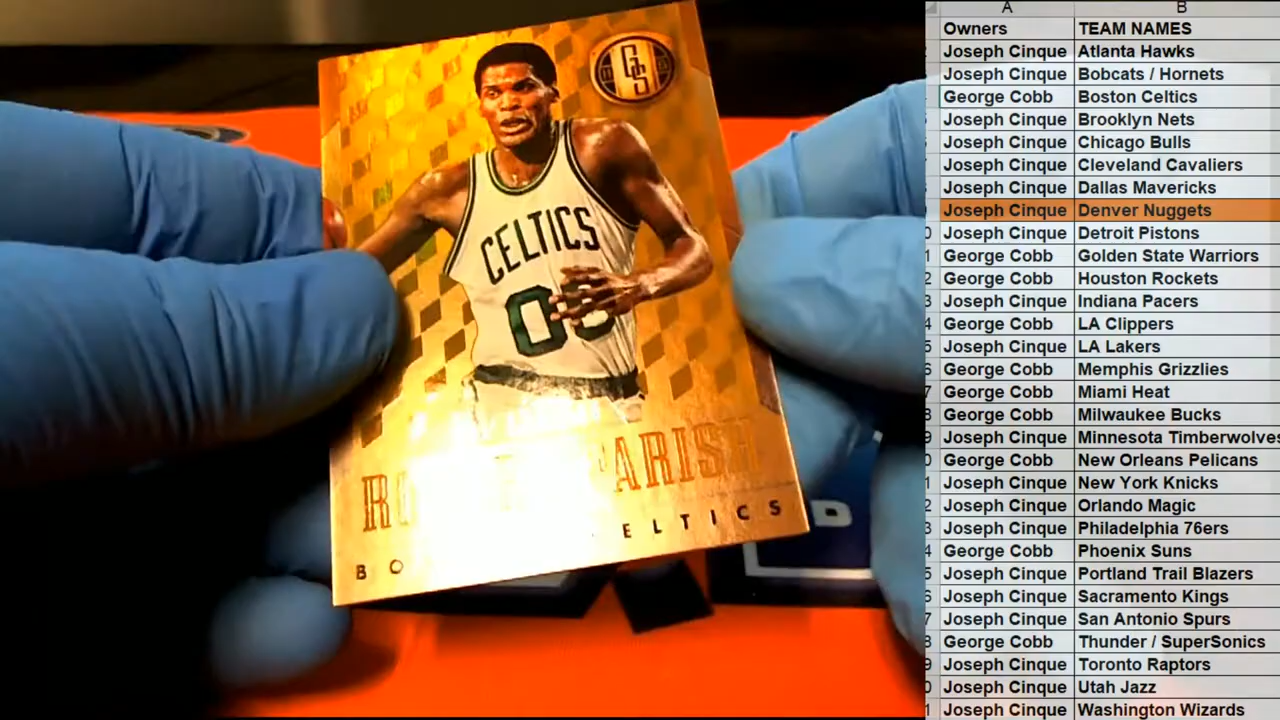 GS
CELTICS
00
ARISH
BO ELTICS
A B
Owners TEAM NAMES
Joseph Cinque Atlanta Hawks
Joseph Cinque Bobcats / Hornets
George Cobb Boston Celtics
Joseph Cinque Brooklyn Nets
Joseph Cinque Chicago Bulls
Joseph Cinque Cleveland Cavaliers
Joseph Cinque Dallas Mavericks
Joseph Cinque Denver Nuggets
Joseph Cinque Detroit Pistons
George Cobb Golden State Warriors
George Cobb Houston Rockets
Joseph Cinque Indiana Pacers
George Cobb LA Clippers
Joseph Cinque LA Lakers
George Cobb Memphis Grizzlies
George Cobb Miami Heat
George Cobb Milwaukee Bucks
Joseph Cinque Minnesota Timberwolves
George Cobb New Orleans Pelicans
Joseph Cinque New York Knicks
Joseph Cinque Orlando Magic
Joseph Cinque Philadelphia 76ers
George Cobb Phoenix Suns
Joseph Cinque Portland Trail Blazers
Joseph Cinque Sacramento Kings
Joseph Cinque San Antonio Spurs
George Cobb Thunder / SuperSonics
Joseph Cinque Toronto Raptors
Joseph Cinque Utah Jazz
Joseph Cinque Washington Wizards